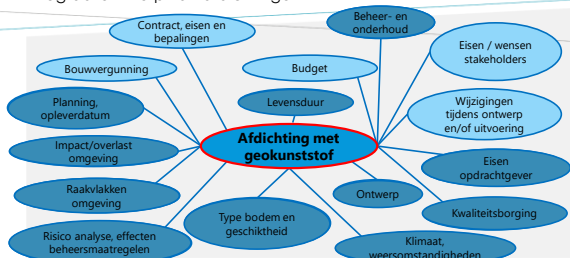 Contract, eisen en
bepalingen
Beheer- en
onderhoud
Eisen / wensen
stakeholders
Bouwvergunning
Budget
Planning,
opleverdatum
Levensduur
Wijzigingen
tijdens ontwerp
en/of uitvoering
Afdichting met
geokunststof
Impact/overlast
omgeving
Eisen
opdrachtgever
Raakvlakken
omgeving
Ontwerp
Kwaliteitsborging
Type bodem en
geschiktheid
Risico analyse, effecten
beheersmaatregelen
Klimaat,
weersomstandigheden